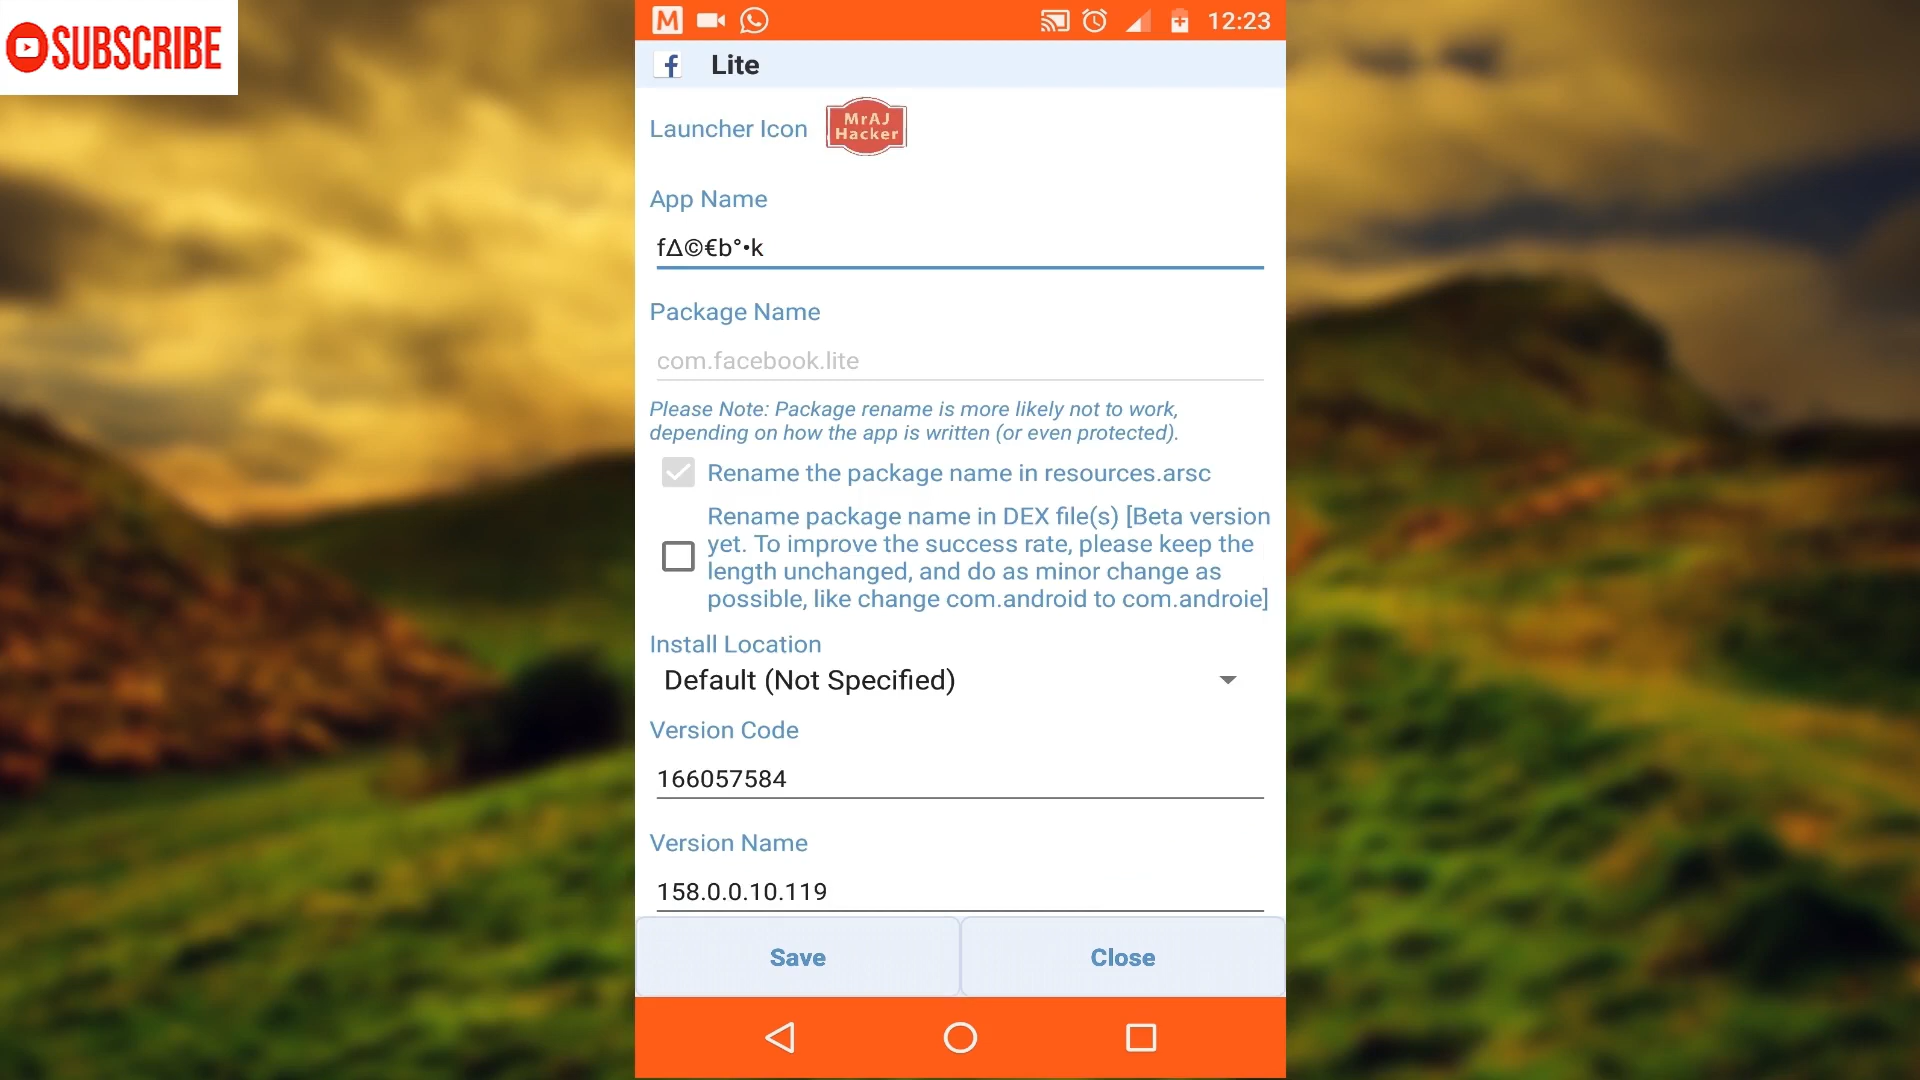 SUBSCRIBE
M
12:23
f Lite
Launcher Icon
MrAJ
Hacker
App Name
f∆©€b°•k
Package Name
com.facebook.lite
Please Note: Package rename is more likely not to work,
depending on how the app is written (or even protected).
Rename the package name in resources.arsc
Rename package name in DEX file(s) [Beta version
yet. To improve the success rate, please keep the
length unchanged, and do as minor change as
possible, like change com.android to com.androie]
Install Location
Default (Not Specified)
Version Code
166057584
Version Name
158.0.0.10.119
Save
Close